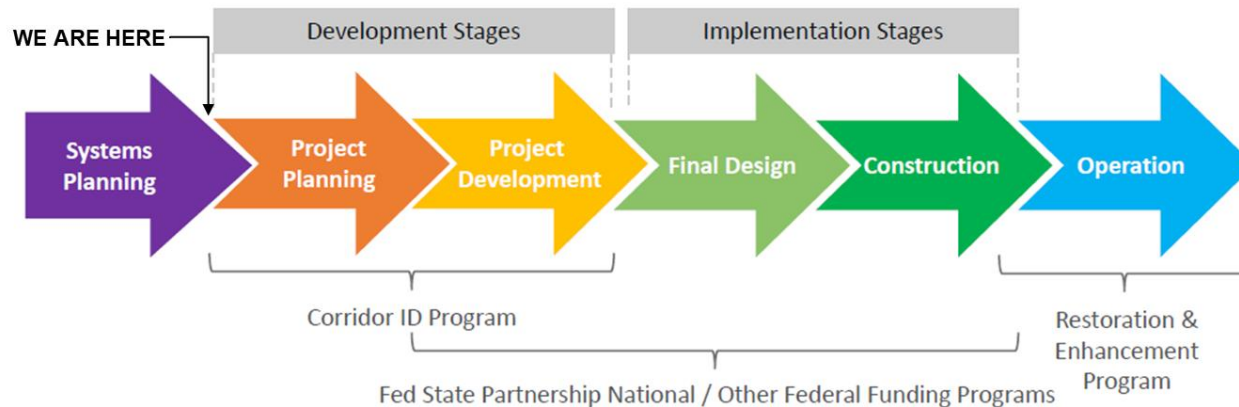 WE ARE HERE
Development Stages
Implementation Stages
Systems
Planning
Project
Planning
Project
Development
Final Design
Construction
Operation
Corridor ID Program
Restoration &
Enhancement
Program
Fed State Partnership National / Other Federal Funding Programs